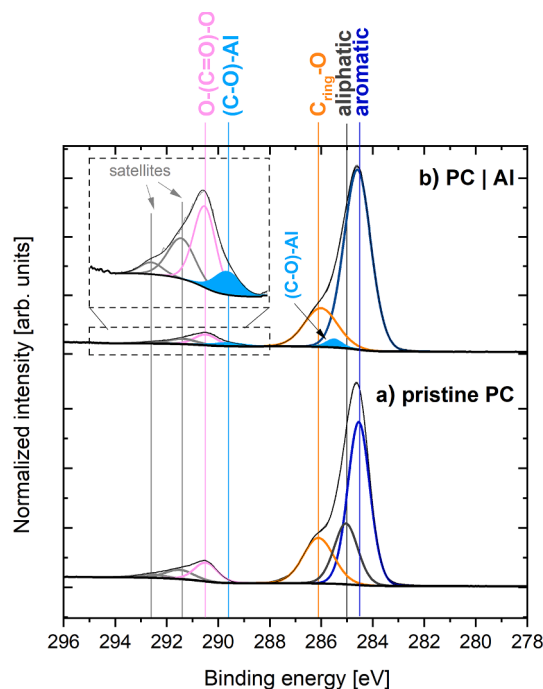 O-(C=O)-O
(C-O)-Al
C ring-O
aliphatic
aromatic
satellites
b) PC | Al
(C-O)-Al
a) pristine PC
Normalized intensity [arb. units]
296 294 292 290 288 286 284 282 280 278
Binding energy [eV]